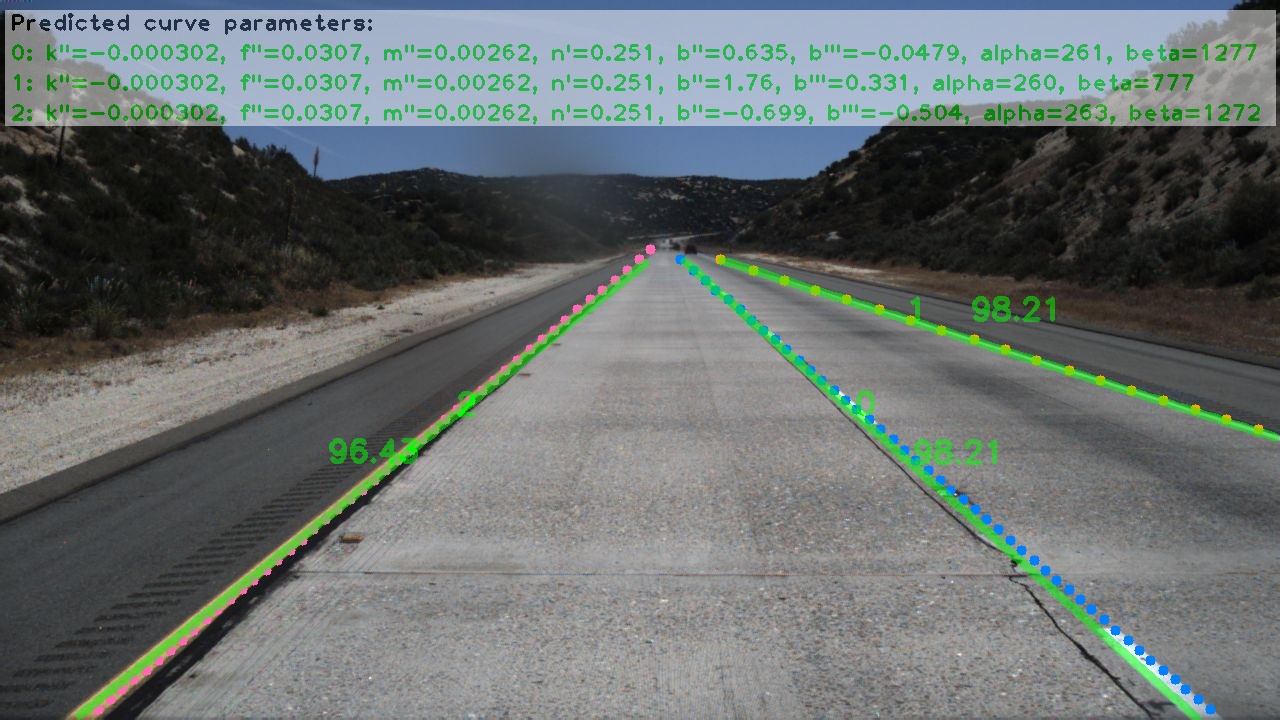 Predicted curve parameters:
0: k''=-0.000302, f''=0.0307, m''=0.00262, n'=0.251, b''=0.635, b'''=-0.0479, alpha=261, beta=1277
1: k''=-0.000302, f''=0.0307, m''=0.00262, n'=0.251, b''=1.76, b'''=0.331, alpha=260, beta=777
2: k''=-0.000302, f''=0.0307, m''=0.00262, n'=0.251, b''=-0.699, b'''=-0.504, alpha=263, beta=1272
1 98.21
2 0
96.43 98.21